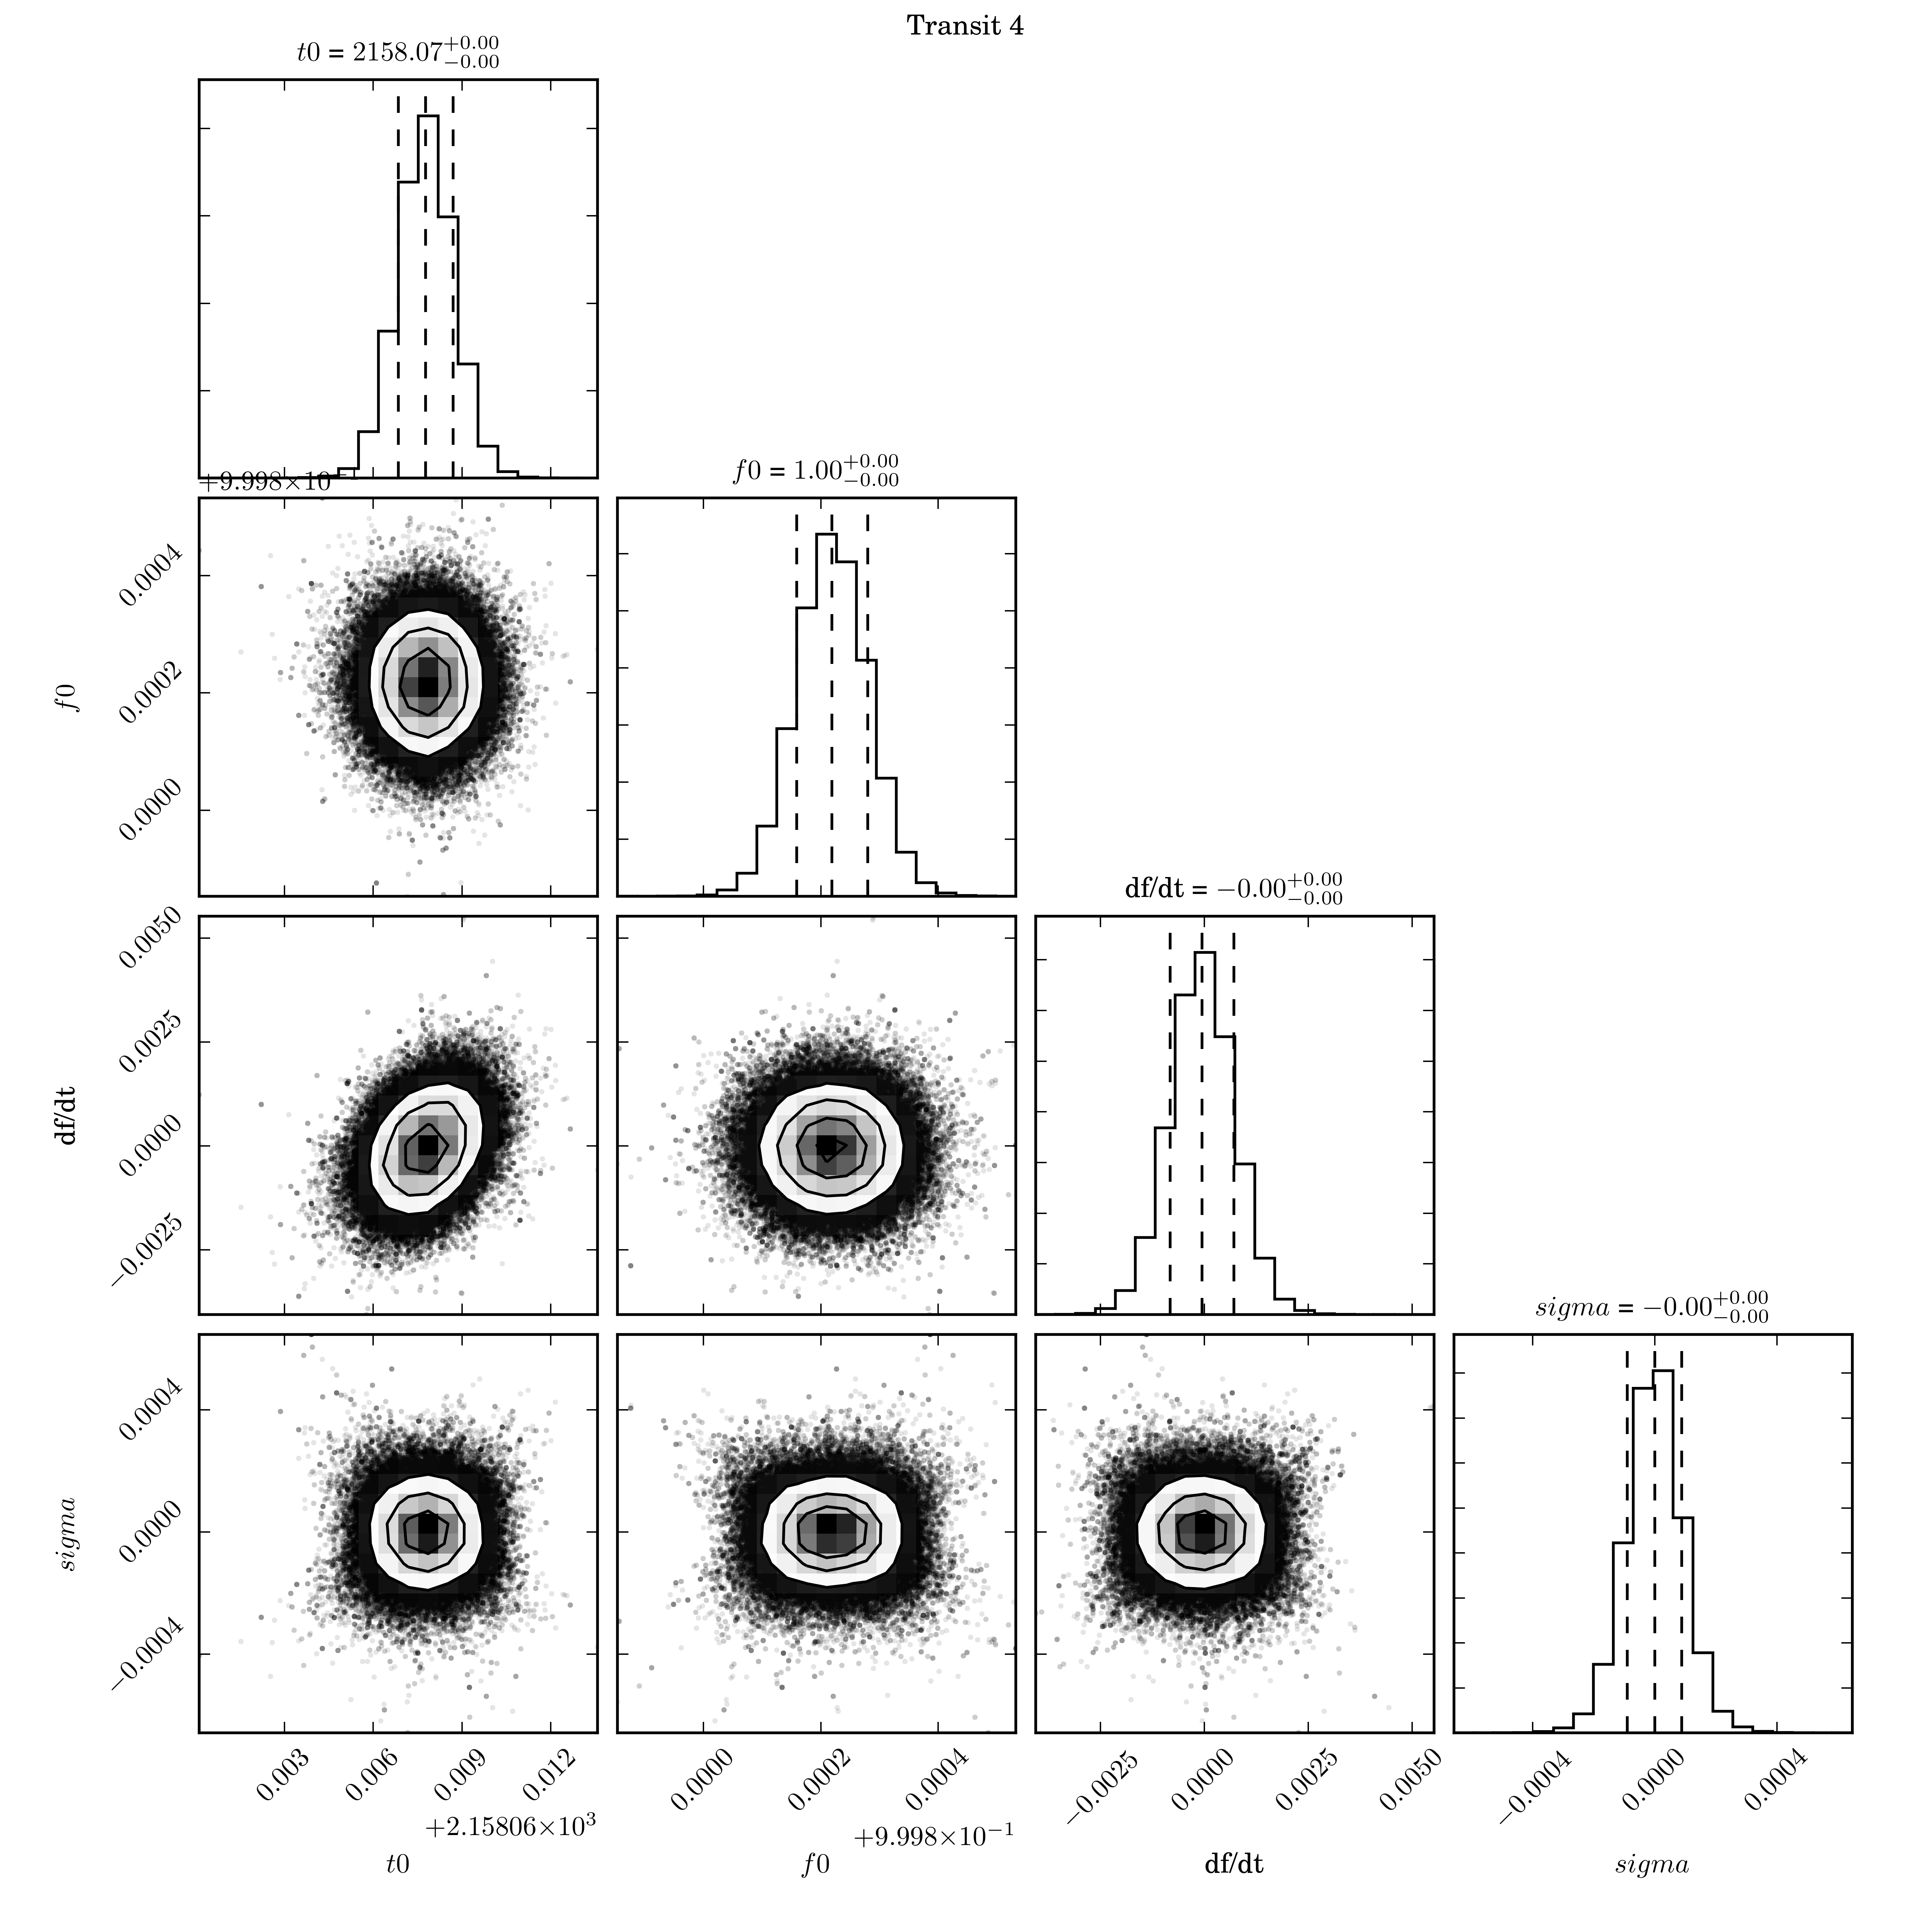 Transit 4
t0 = 2158.07+0.00 −0.00
+9.998×10
f0 = 1.00+0.00 −0.00
0.0004
0.0002
0.0000
f0
df/dt = −0.00+0.00 −0.00
0.0050
0.0025
0.0000
−0.0025
df/dt
sigma = −0.00+0.00 −0.00
0.0004
0.0000
−0.0004
sigma
0.003 0.006 0.009 0.012 0.0000 0.0002 0.0004 −0.0025 0.0000 0.0025 0.0050 −0.0004 0.0000 0.0004
+2.15806×10³ +9.998×10⁻¹
t0 f0 df/dt sigma